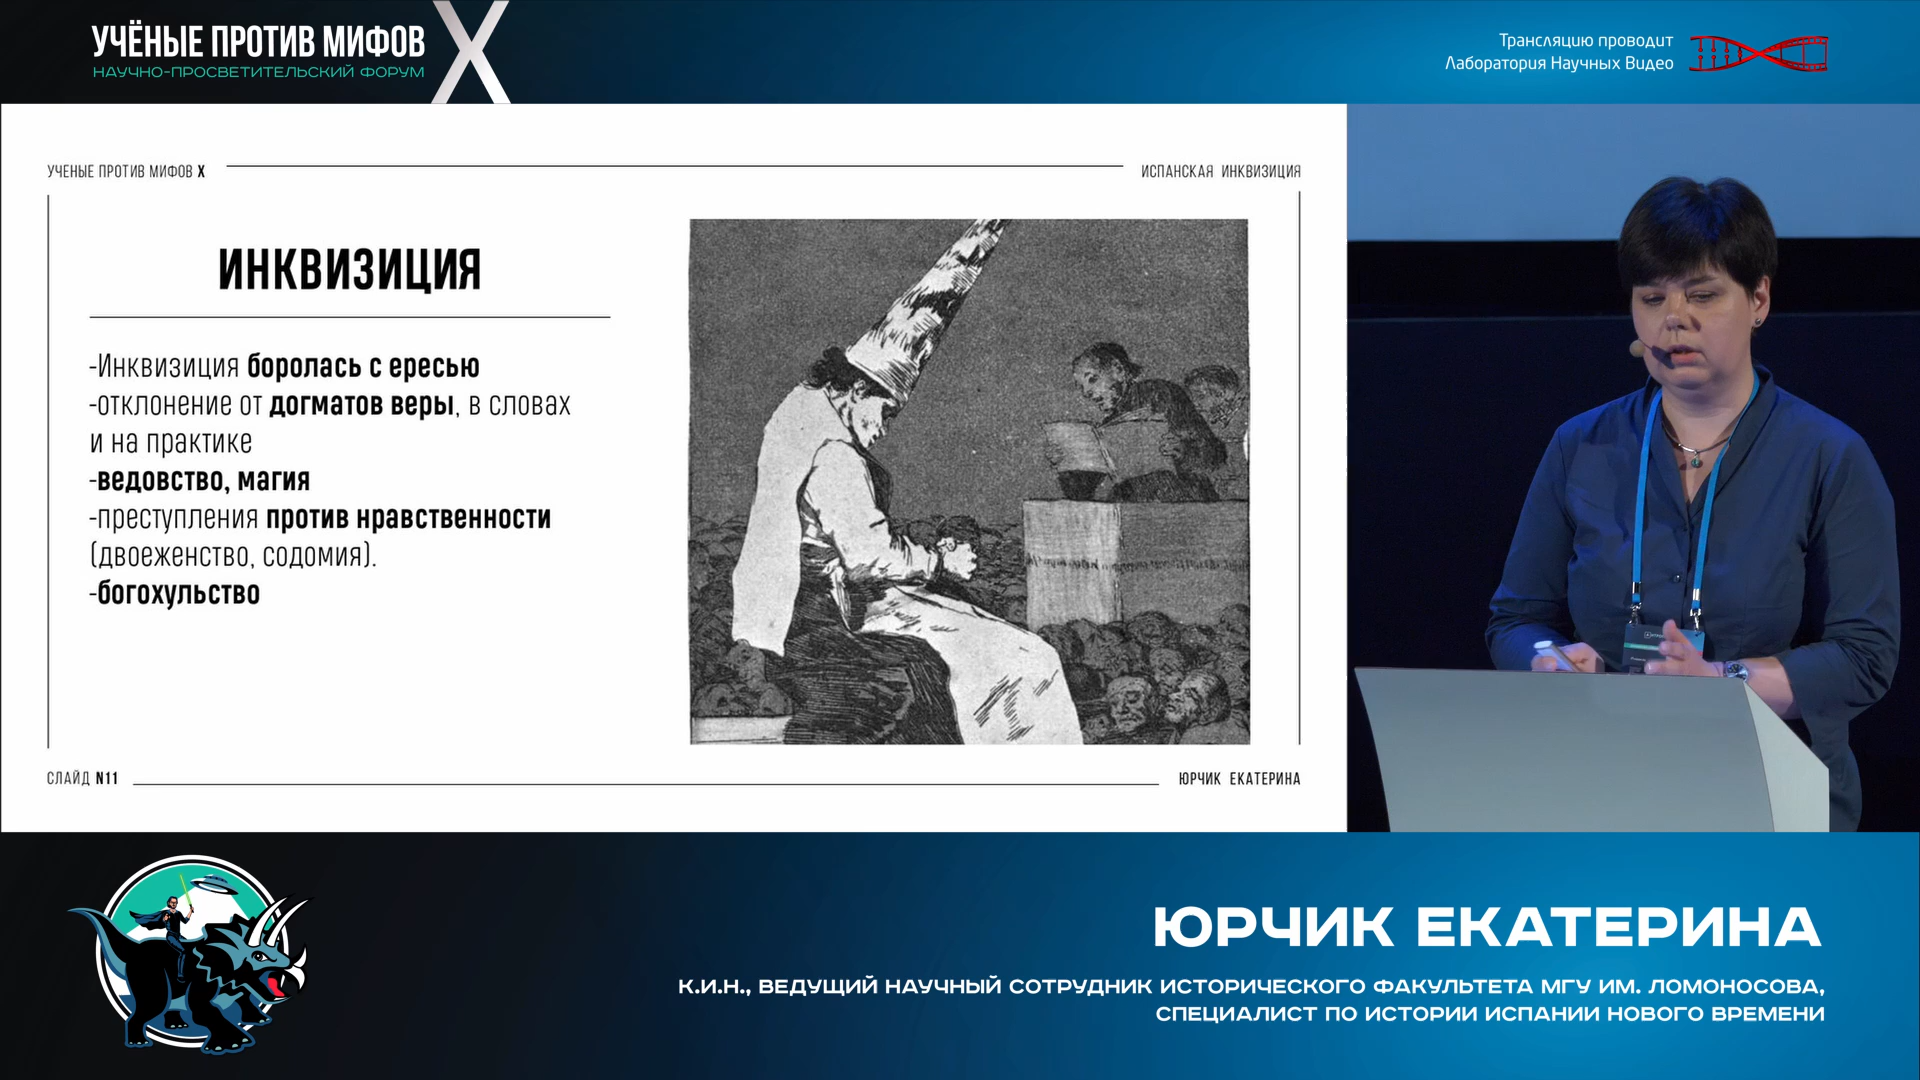 УЧЁНЫЕ ПРОТИВ МИФОВ X
НАУЧНО-ПРОСВЕТИТЕЛЬСКИЙ ФОРУМ
Трансляцию проводит
Лаборатория Научных Видео
УЧЕНЫЕ ПРОТИВ МИФОВ X
ИСПАНСКАЯ ИНКВИЗИЦИЯ
ИНКВИЗИЦИЯ
-Инквизиция боролась с ересью
-отклонение от догматов веры, в словах
и на практике
-ведовство, магия
-преступления против нравственности
(двоеженство, содомия).
-богохульство
СЛАЙД N11
ЮРЧИК ЕКАТЕРИНА
ЮРЧИК ЕКАТЕРИНА
К.И.Н., ВЕДУЩИЙ НАУЧНЫЙ СОТРУДНИК ИСТОРИЧЕСКОГО ФАКУЛЬТЕТА МГУ ИМ. ЛОМОНОСОВА,
СПЕЦИАЛИСТ ПО ИСТОРИИ ИСПАНИИ НОВОГО ВРЕМЕНИ